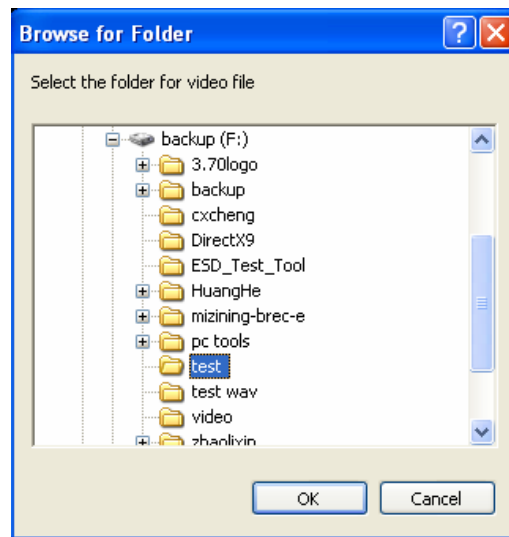 Browse for Folder
Select the folder for video file
backup (F:)
3.70logo
backup
cxcheng
DirectX9
ESD_Test_Tool
HuangHe
mizining-brec-e
pc tools
test
test wav
video
zhaolixin
OK Cancel